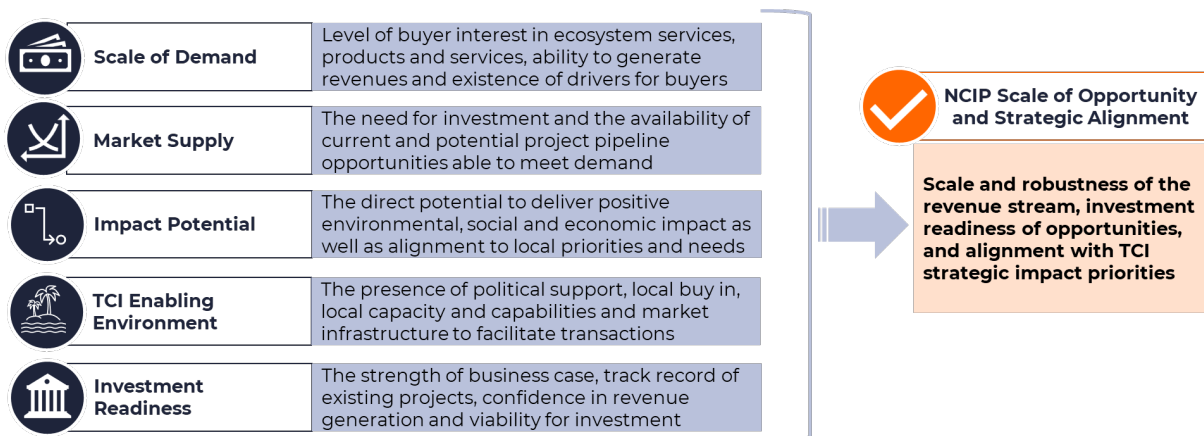 Scale of Demand
Level of buyer interest in ecosystem services,
products and services, ability to generate
revenues and existence of drivers for buyers
Market Supply
The need for investment and the availability of
current and potential project pipeline
opportunities able to meet demand
Impact Potential
The direct potential to deliver positive
environmental, social and economic impact as
well as alignment to local priorities and needs
TCI Enabling
Environment
The presence of political support, local buy in,
local capacity and capabilities and market
infrastructure to facilitate transactions
Investment
Readiness
The strength of business case, track record of
existing projects, confidence in revenue
generation and viability for investment
NCIP Scale of Opportunity
and Strategic Alignment
Scale and robustness of the
revenue stream, investment
readiness of opportunities,
and alignment with TCI
strategic impact priorities